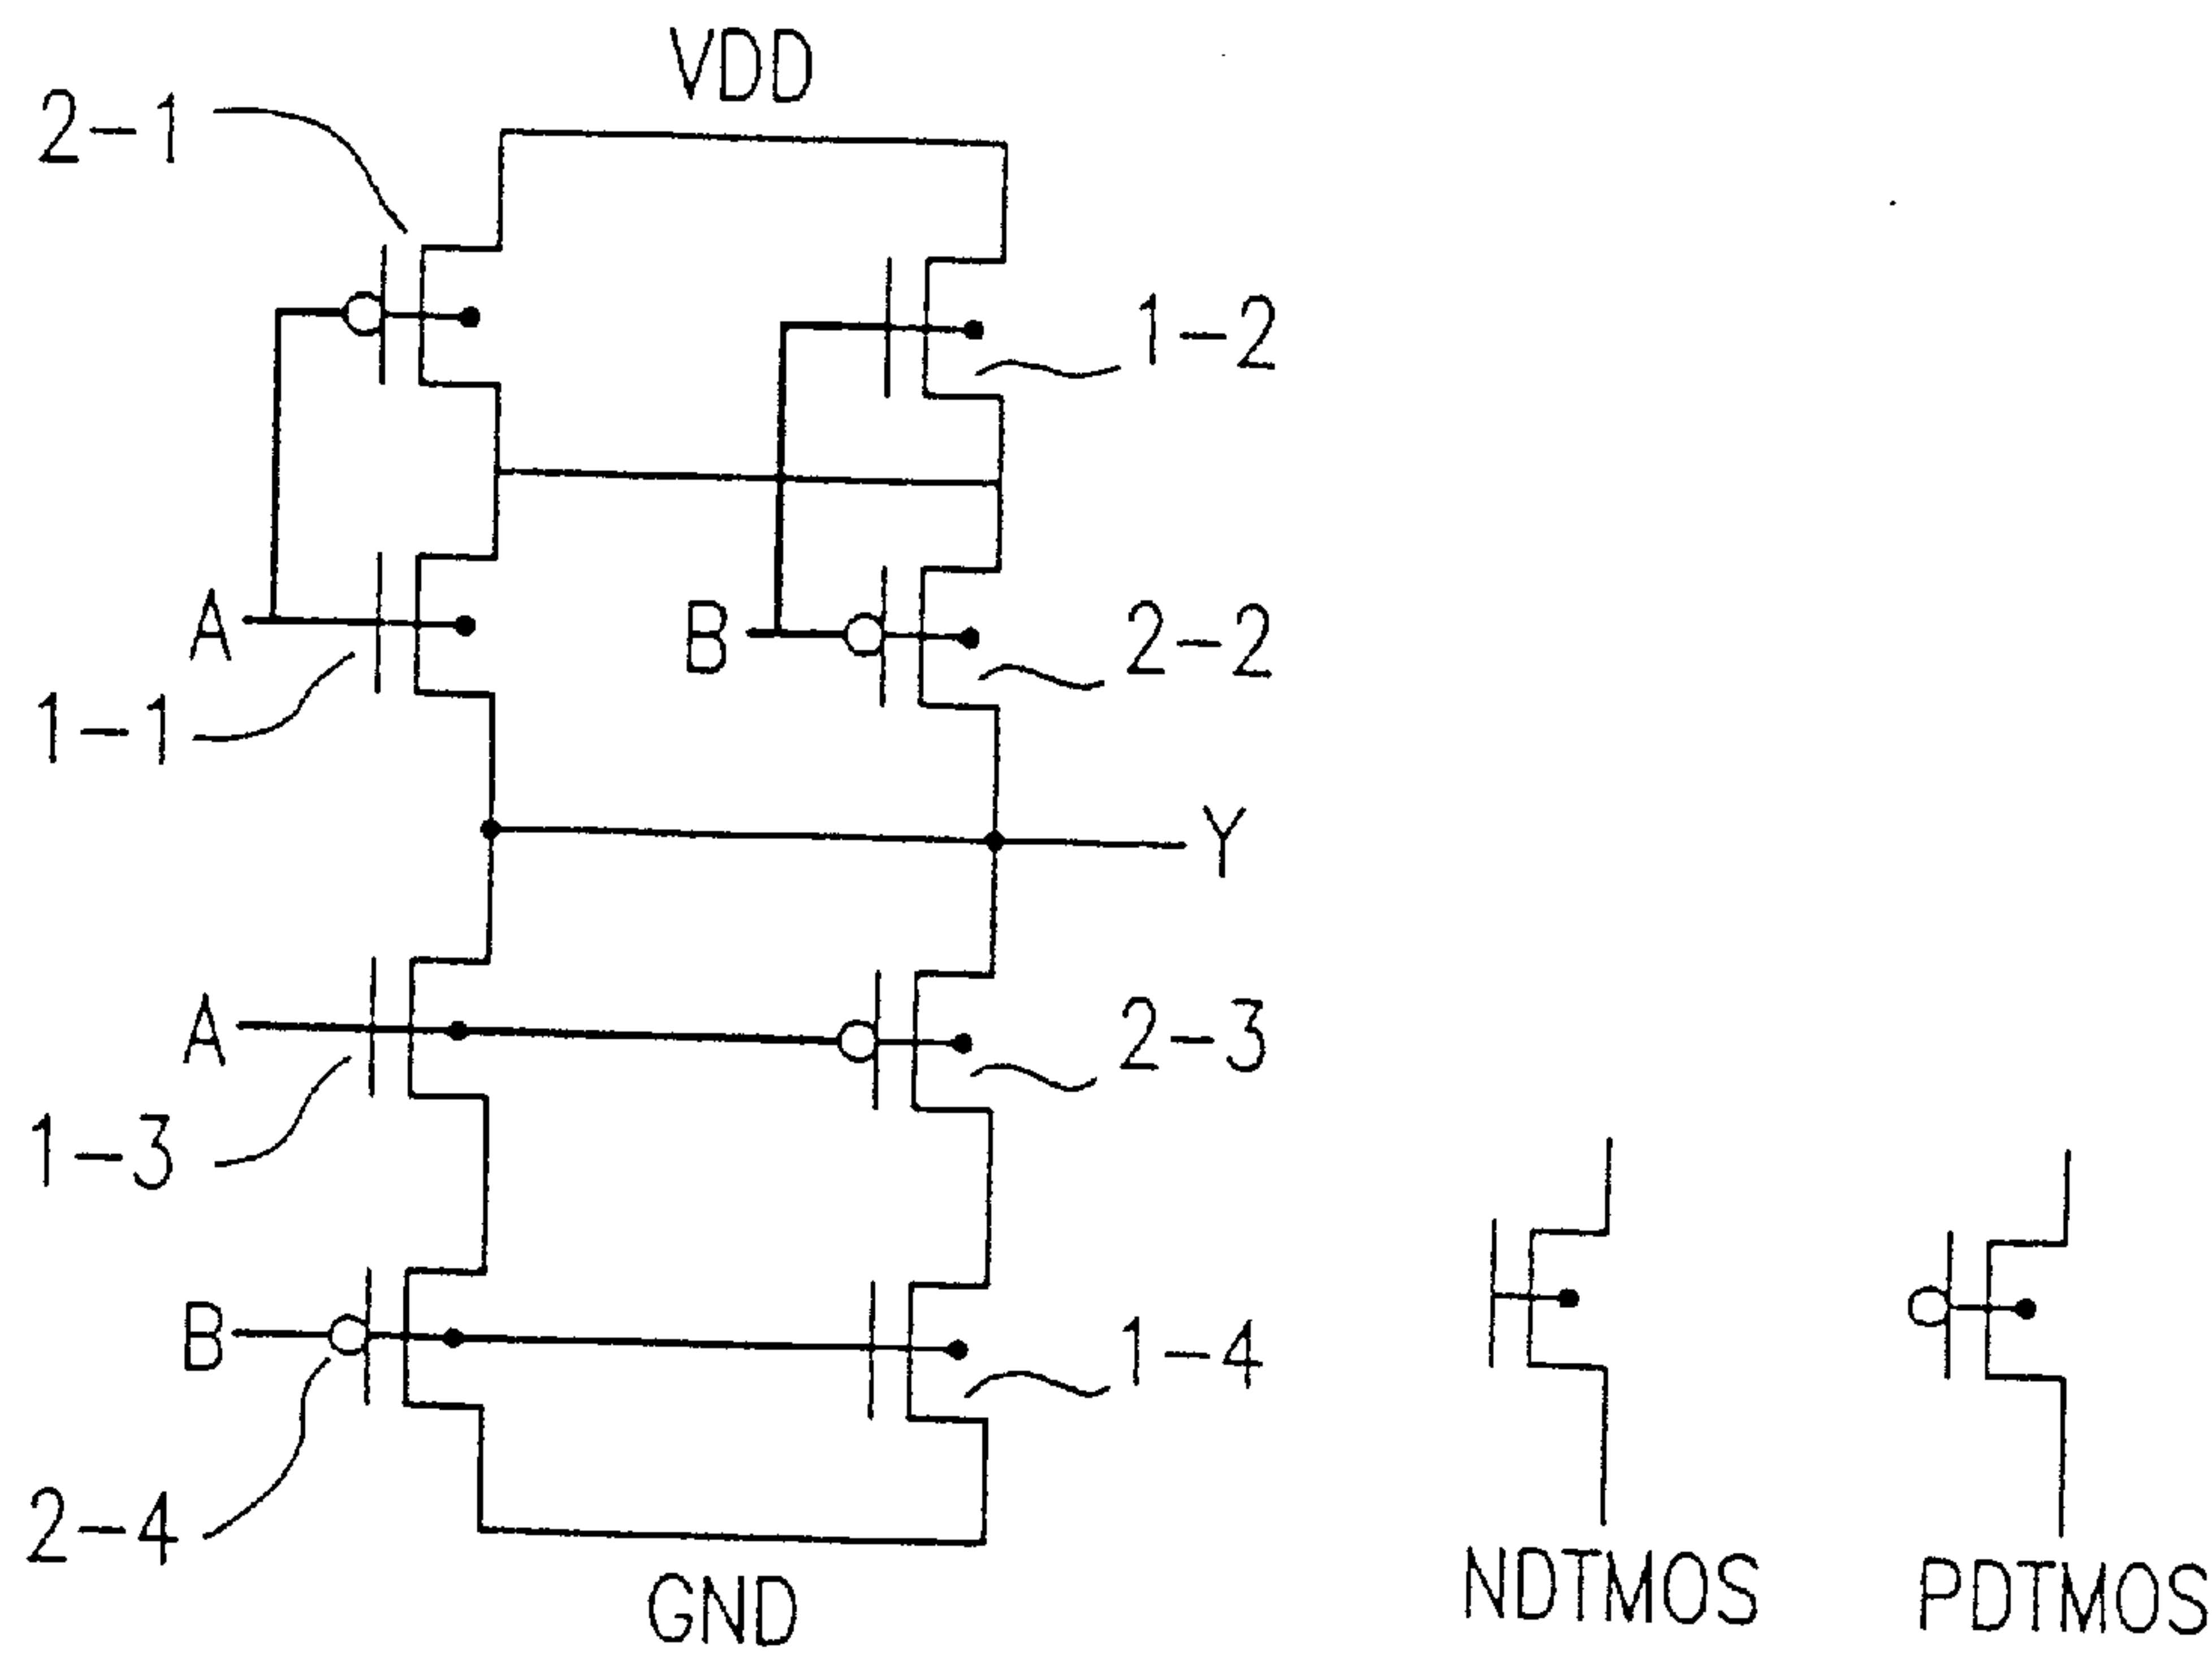 VDD
2-1
1-2
A
B
2-2
1-1
Y
A
2-3
1-3
B
1-4
2-4
GND
NDTMOS
PDTMOS